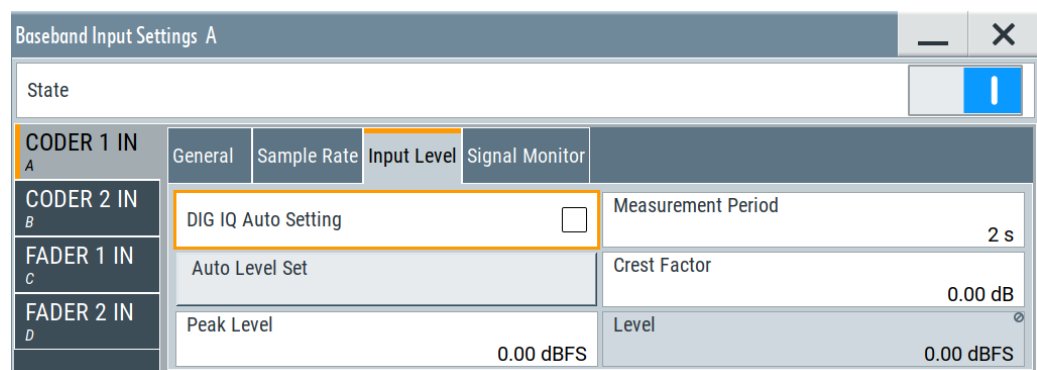 Baseband Input Settings A
State
CODER 1 IN
A
CODER 2 IN
B
FADER 1 IN
C
FADER 2 IN
D
General Sample Rate Input Level Signal Monitor
DIG IQ Auto Setting
Measurement Period
2 s
Auto Level Set
Crest Factor
0.00 dB
Peak Level
0.00 dBFS
Level
0.00 dBFS